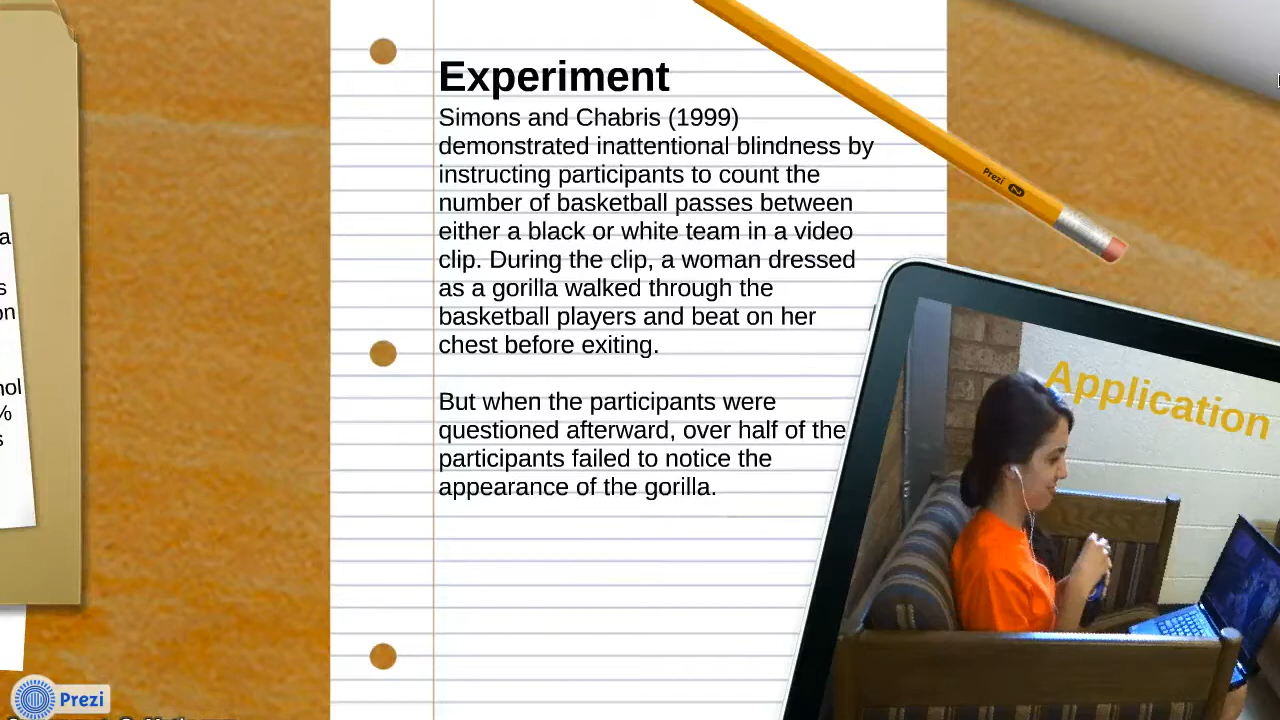 Experiment
Simons and Chabris (1999)
demonstrated inattentional blindness by
instructing participants to count the
number of basketball passes between
either a black or white team in a video
clip. During the clip, a woman dressed
as a gorilla walked through the
basketball players and beat on her
chest before exiting.
But when the participants were
questioned afterward, over half of the
participants failed to notice the
appearance of the gorilla.
Prezi
Application
Prezi